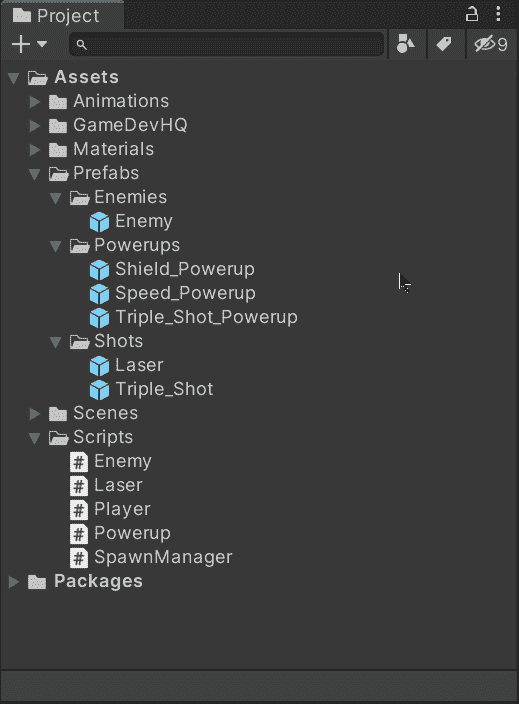 Project
9
Assets
Animations
GameDevHQ
Materials
Prefabs
Enemies
Enemy
Powerups
Shield_Powerup
Speed_Powerup
Triple_Shot_Powerup
Shots
Laser
Triple_Shot
Scenes
Scripts
Enemy
Laser
Player
Powerup
SpawnManager
Packages